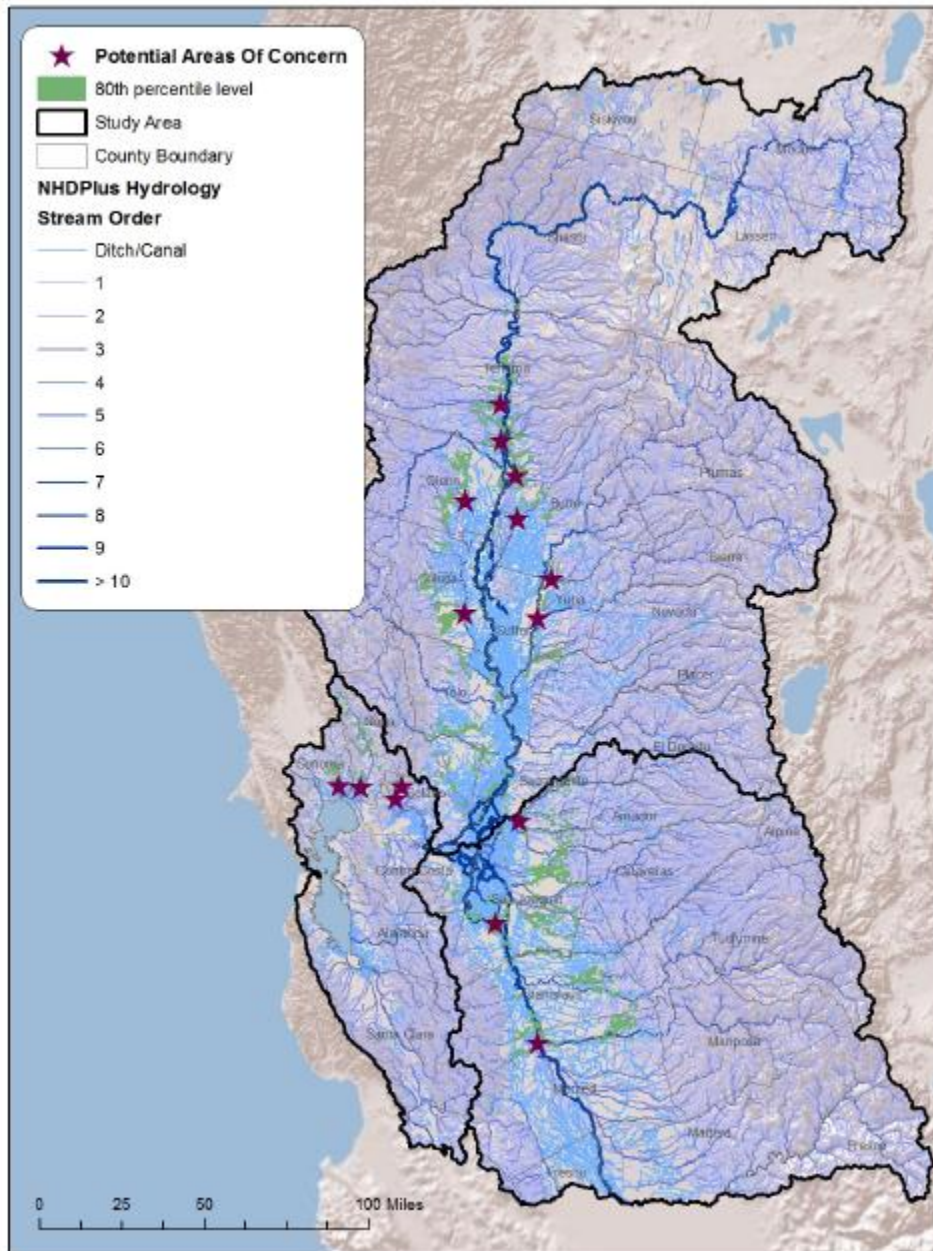 Potential Areas Of Concern
80th percentile level
Study Area
County Boundary
NHDPlus Hydrology
Stream Order
Ditch/Canal
1
2
3
4
5
6
7
8
9
> 10
Siskiyou
Modoc
Shasta
Lassen
Tehama
Plumas
Glenn
Butte
Sierra
Colusa
Yuba
Nevada
Sutter
Placer
Yolo
El Dorado
Napa
Sonoma
Sacramento
Solano
Amador
Alpine
Contra Costa
Calaveras
San Joaquin
Alameda
Tuolumne
Stanislaus
Santa Clara
Mariposa
Merced
Madera
Fresno
Fresno
0 25 50 100 Miles